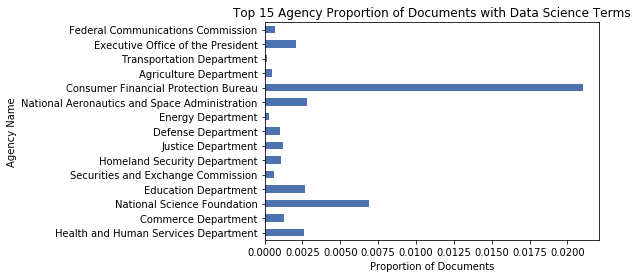 Top 15 Agency Proportion of Documents with Data Science Terms
Federal Communications Commission
Executive Office of the President
Transportation Department
Agriculture Department
Consumer Financial Protection Bureau
National Aeronautics and Space Administration
Energy Department
Defense Department
Justice Department
Homeland Security Department
Securities and Exchange Commission
Education Department
National Science Foundation
Commerce Department
Health and Human Services Department
Agency Name
0.0000 0.0025 0.0050 0.0075 0.0100 0.0125 0.0150 0.0175 0.0200
Proportion of Documents